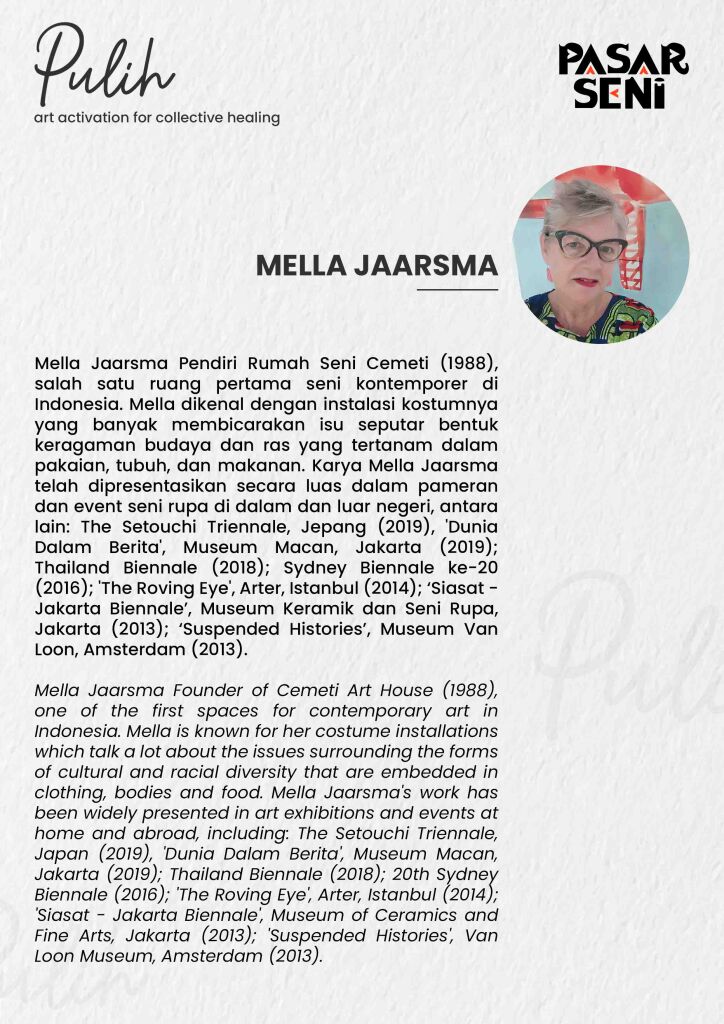 Pulih
art activation for collective healing
PASAR
SENI
MELLA JAARSMA
Mella Jaarsma Pendiri Rumah Seni Cemeti (1988),
salah satu ruang pertama seni kontemporer di
Indonesia. Mella dikenal dengan instalasi kostumnya
yang banyak membicarakan isu seputar bentuk
keragaman budaya dan ras yang tertanam dalam
pakaian, tubuh, dan makanan. Karya Mella Jaarsma
telah dipresentasikan secara luas dalam pameran
dan event seni rupa di dalam dan luar negeri, antara
lain: The Setouchi Triennale, Jepang (2019), 'Dunia
Dalam Berita', Museum Macan, Jakarta (2019);
Thailand Biennale (2018); Sydney Biennale ke-20
(2016); 'The Roving Eye', Arter, Istanbul (2014); ‘Siasat -
Jakarta Biennale’, Museum Keramik dan Seni Rupa,
Jakarta (2013); ‘Suspended Histories’, Museum Van
Loon, Amsterdam (2013).
Mella Jaarsma Founder of Cemeti Art House (1988),
one of the first spaces for contemporary art in
Indonesia. Mella is known for her costume installations
which talk a lot about the issues surrounding the forms
of cultural and racial diversity that are embedded in
clothing, bodies and food. Mella Jaarsma's work has
been widely presented in art exhibitions and events at
home and abroad, including: The Setouchi Triennale,
Japan (2019), 'Dunia Dalam Berita', Museum Macan,
Jakarta (2019); Thailand Biennale (2018); 20th Sydney
Biennale (2016); 'The Roving Eye', Arter, Istanbul (2014);
'Siasat - Jakarta Biennale', Museum of Ceramics and
Fine Arts, Jakarta (2013); 'Suspended Histories', Van
Loon Museum, Amsterdam (2013).